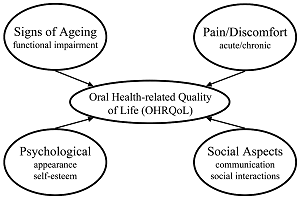 Signs of Ageing
functional impairment
Pain/Discomfort
acute/chronic
Oral Health-related Quality
of Life (OHRQoL)
Psychological
appearance
self-esteem
Social Aspects
communication
social interactions